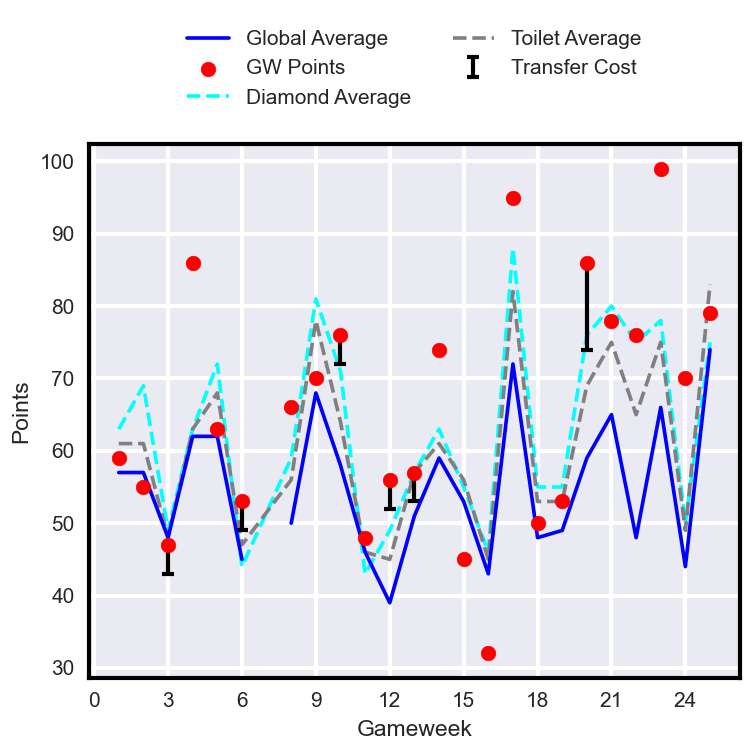 Global Average
GW Points
Diamond Average
Toilet Average
Transfer Cost
100
90
80
70
60
50
40
30
Points
0 3 6 9 12 15 18 21 24
Gameweek